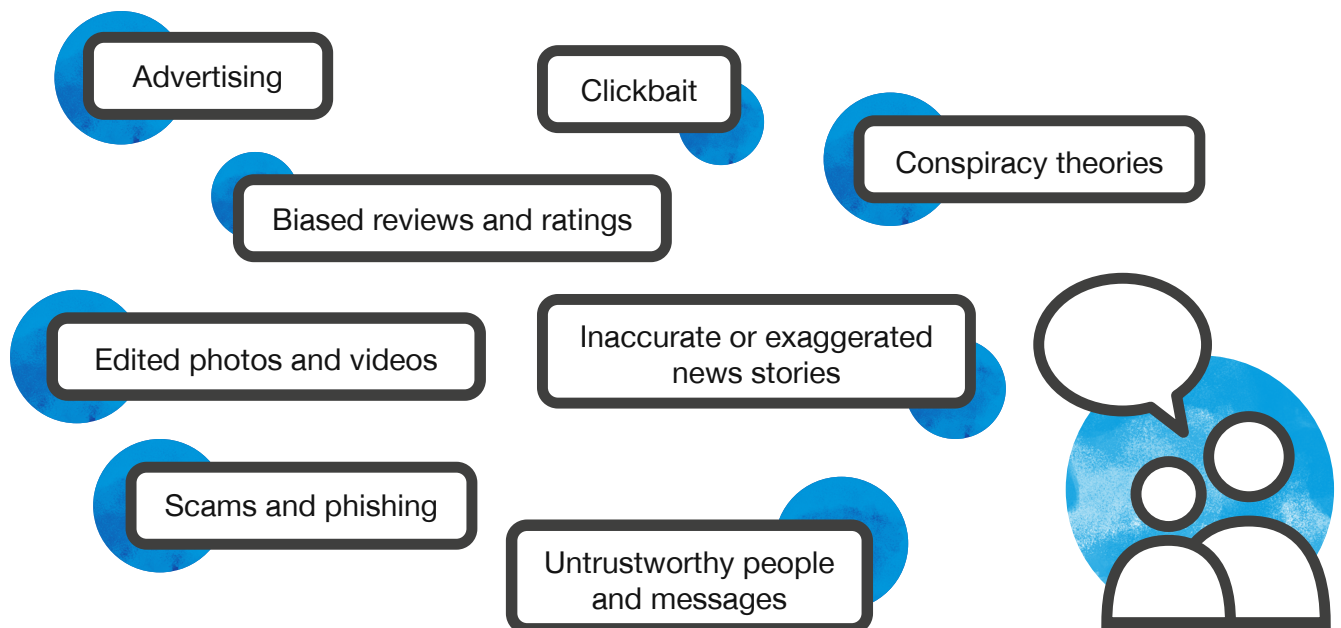 Advertising
Clickbait
Conspiracy theories
Biased reviews and ratings
Edited photos and videos
Inaccurate or exaggerated
news stories
Scams and phishing
Untrustworthy people
and messages